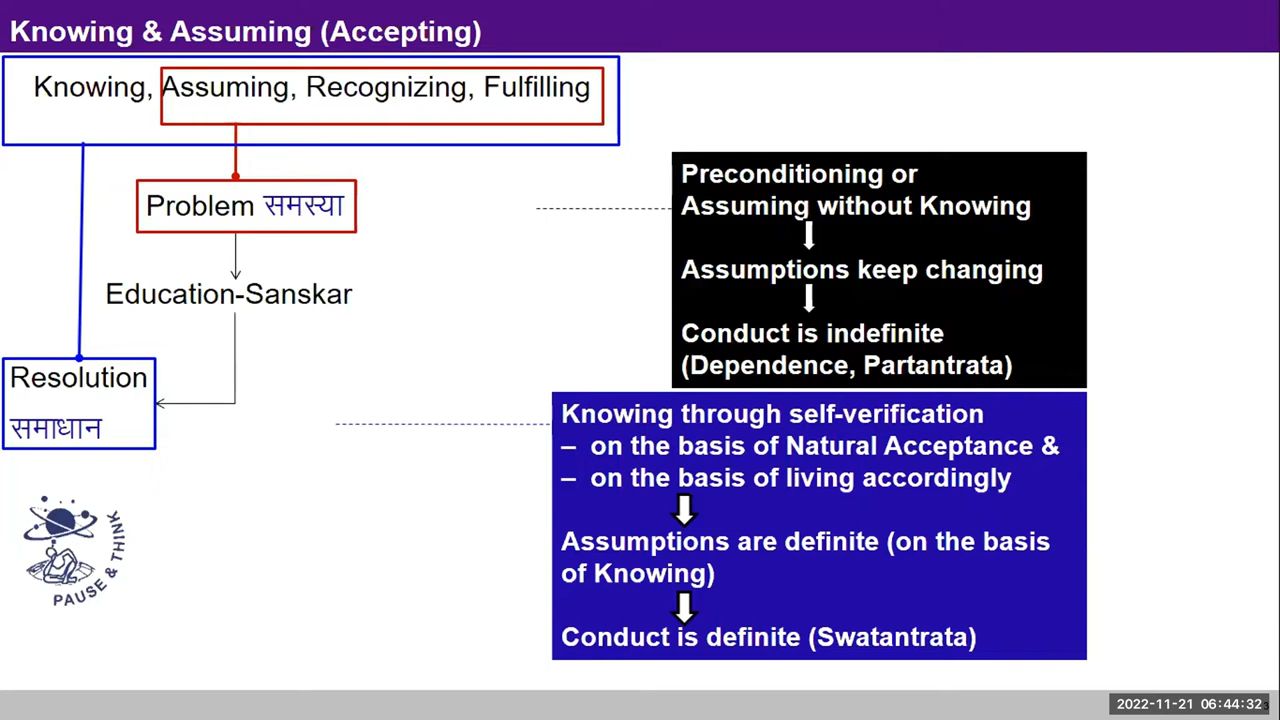 Knowing & Assuming (Accepting)
Knowing, Assuming, Recognizing, Fulfilling
Problem समस्या
Education-Sanskar
Resolution
समाधान
PAUSE & THINK
Preconditioning or
Assuming without Knowing
Assumptions keep changing
Conduct is indefinite
(Dependence, Partantrata)
Knowing through self-verification
– on the basis of Natural Acceptance &
– on the basis of living accordingly
Assumptions are definite (on the basis
of Knowing)
Conduct is definite (Swatantrata)
2022-11-21 06:44:32